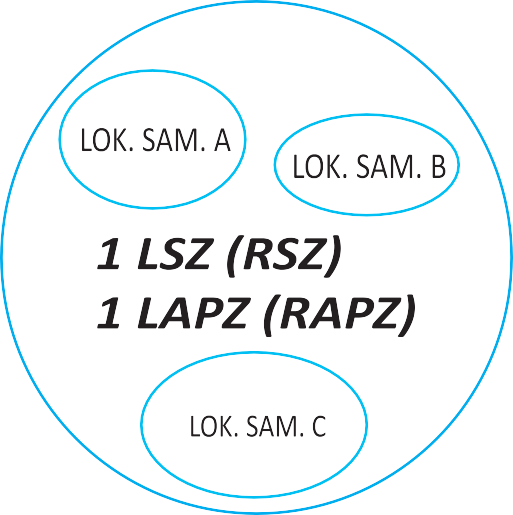 LOK. SAM. A
LOK. SAM. B
1 LSZ (RSZ)
1 LAPZ (RAPZ)
LOK. SAM. C